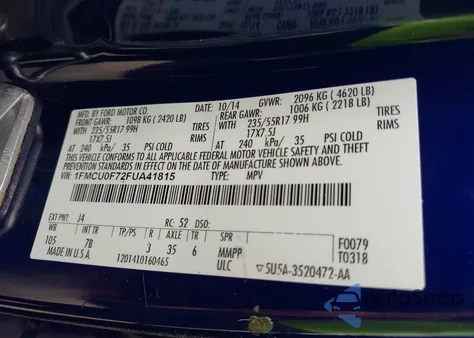 MFD. BY FORD MOTOR CO.
10/14 GVWR: 2096 KG ( 4620 LB)
FRONT GAWR: 1098 KG ( 2420 LB)
REAR GAWR: 1006 KG ( 2218 LB)
235/55R17 99H TIRES 235/55R17 99H TIRES
17X7.5J RIMS 17X7.5J RIMS
AT 240 kPa/ 35 PSI COLD AT 240 kPa/ 35 PSI COLD
THIS VEHICLE CONFORMS TO ALL APPLICABLE FEDERAL MOTOR VEHICLE SAFETY AND THEFT
PREVENTION STANDARDS IN EFFECT ON THE DATE OF MANUFACTURE SHOWN ABOVE.
VIN: 1FMCU0F72FUA41815 TYPE: MPV
EXT PNT: J4 RC: 52 DSO:
WB INT TR TP/PS R AXLE TR SPR
105 7B 3 35 6 MMPP F0079
MADE IN U.S.A. 1201410160465 ULC T0318
5U5A-3520472-AA
AutoSnap